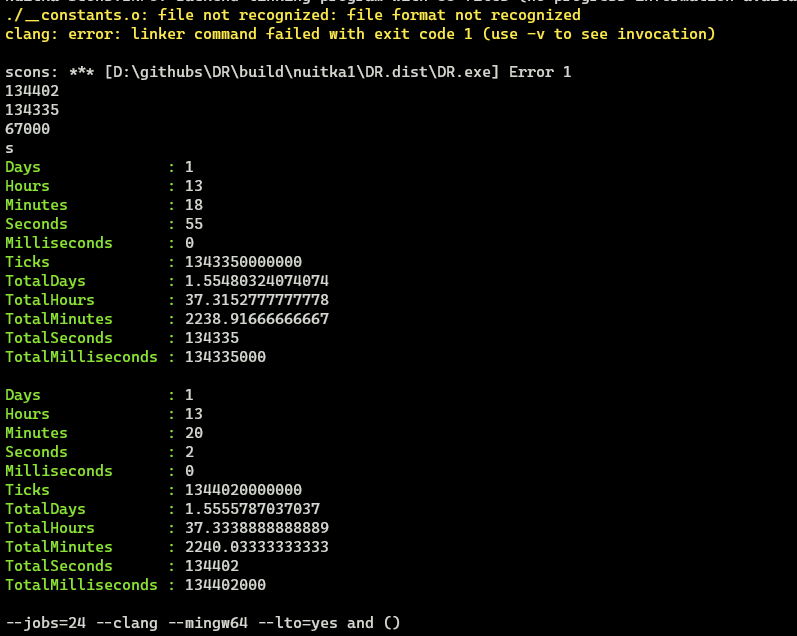 ./__constants.o: file not recognized: file format not recognized
clang: error: linker command failed with exit code 1 (use -v to see invocation)
scons: *** [D:\githubs\DR\build\nuitka1\DR.dist\DR.exe] Error 1
134402
134335
67000
s
Days : 1
Hours : 13
Minutes : 18
Seconds : 55
Milliseconds : 0
Ticks : 1343350000000
TotalDays : 1.55480324074074
TotalHours : 37.3152777777778
TotalMinutes : 2238.91666666667
TotalSeconds : 134335
TotalMilliseconds : 134335000
Days : 1
Hours : 13
Minutes : 20
Seconds : 2
Milliseconds : 0
Ticks : 1344020000000
TotalDays : 1.5555787037037
TotalHours : 37.3338888888889
TotalMinutes : 2240.03333333333
TotalSeconds : 134402
TotalMilliseconds : 134402000
--jobs=24 --clang --mingw64 --lto=yes and ()